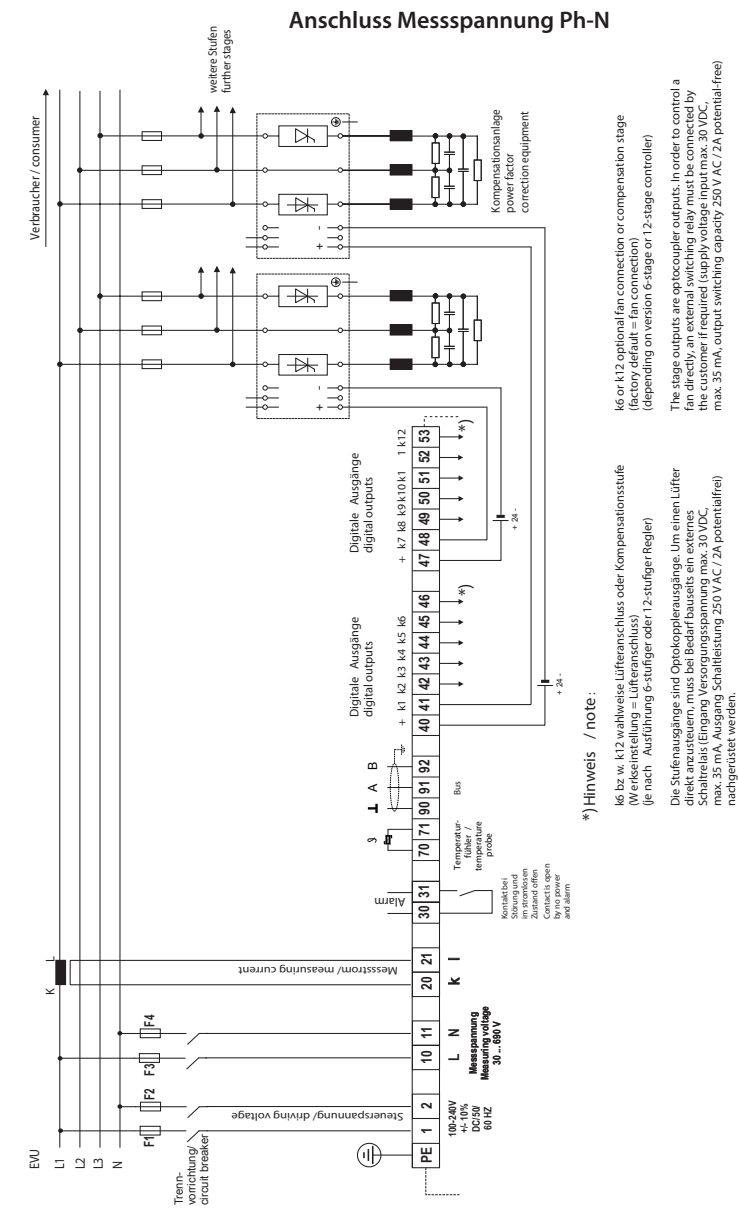 Anschluss Messspannung Ph-N
EVU
L1
L2
L3
N
Verbraucher / consumer
weitere Stufen
further stages
Trenn-
vorrichtung/
circuit breaker
F1
F2
F3
F4
K
L
Steuerspannung/ driving voltage
Messstrom/ measuring current
Alarm
ϑ
A
B
Digitale Ausgänge
digital outputs
+ k1 k2 k3 k4 k5 k6
Digitale Ausgänge
digital outputs
+ k7 k8 k9 k10 k1 1 k12
+ -
+ -
Kompensationsanlage
power factor
correction equipment
PE 1 2 10 11 20 21 30 31 70 71 90 91 92 40 41 42 43 44 45 46 47 48 49 50 51 52 53
100-240V
+/- 10%
DC/50/
60 HZ
L N
Messspannung
Measuring voltage
30 ... 690 V
k l
Kontakt bei
Störung und
im stromlosen
Zustand offen
Contact is open
by no power
and alarm
Temperatur-
fühler /
temperature
probe
Bus
*)
*)
+ 24 -
+ 24 -
*) Hinweis / note :
k6 bz w. k12 wahlweise Lüfteranschluss oder Kompensationsstufe
(Werkseinstellung = Lüfteranschluss)
(je nach Ausführung 6-stufiger oder 12-stufiger Regler)
Die Stufenausgänge sind Optokopplerausgänge. Um einen Lüfter
direkt anzusteuern, muss bei Bedarf bauseits ein externes
Schaltrelais (Eingang Versorgungsspannung max. 30 VDC,
max. 35 mA, Ausgang Schaltleistung 250 V AC / 2A potentialfrei)
nachgerüstet werden.
k6 or k12 optional fan connection or compensation stage
(factory default = fan connection)
(depending on version 6-stage or 12-stage controller)
The stage outputs are optocoupler outputs. In order to control a
fan directly, an external switching relay must be connected by
the customer if required (supply voltage input max. 30 VDC,
max. 35 mA, output switching capacity 250 V AC / 2A potential-free)